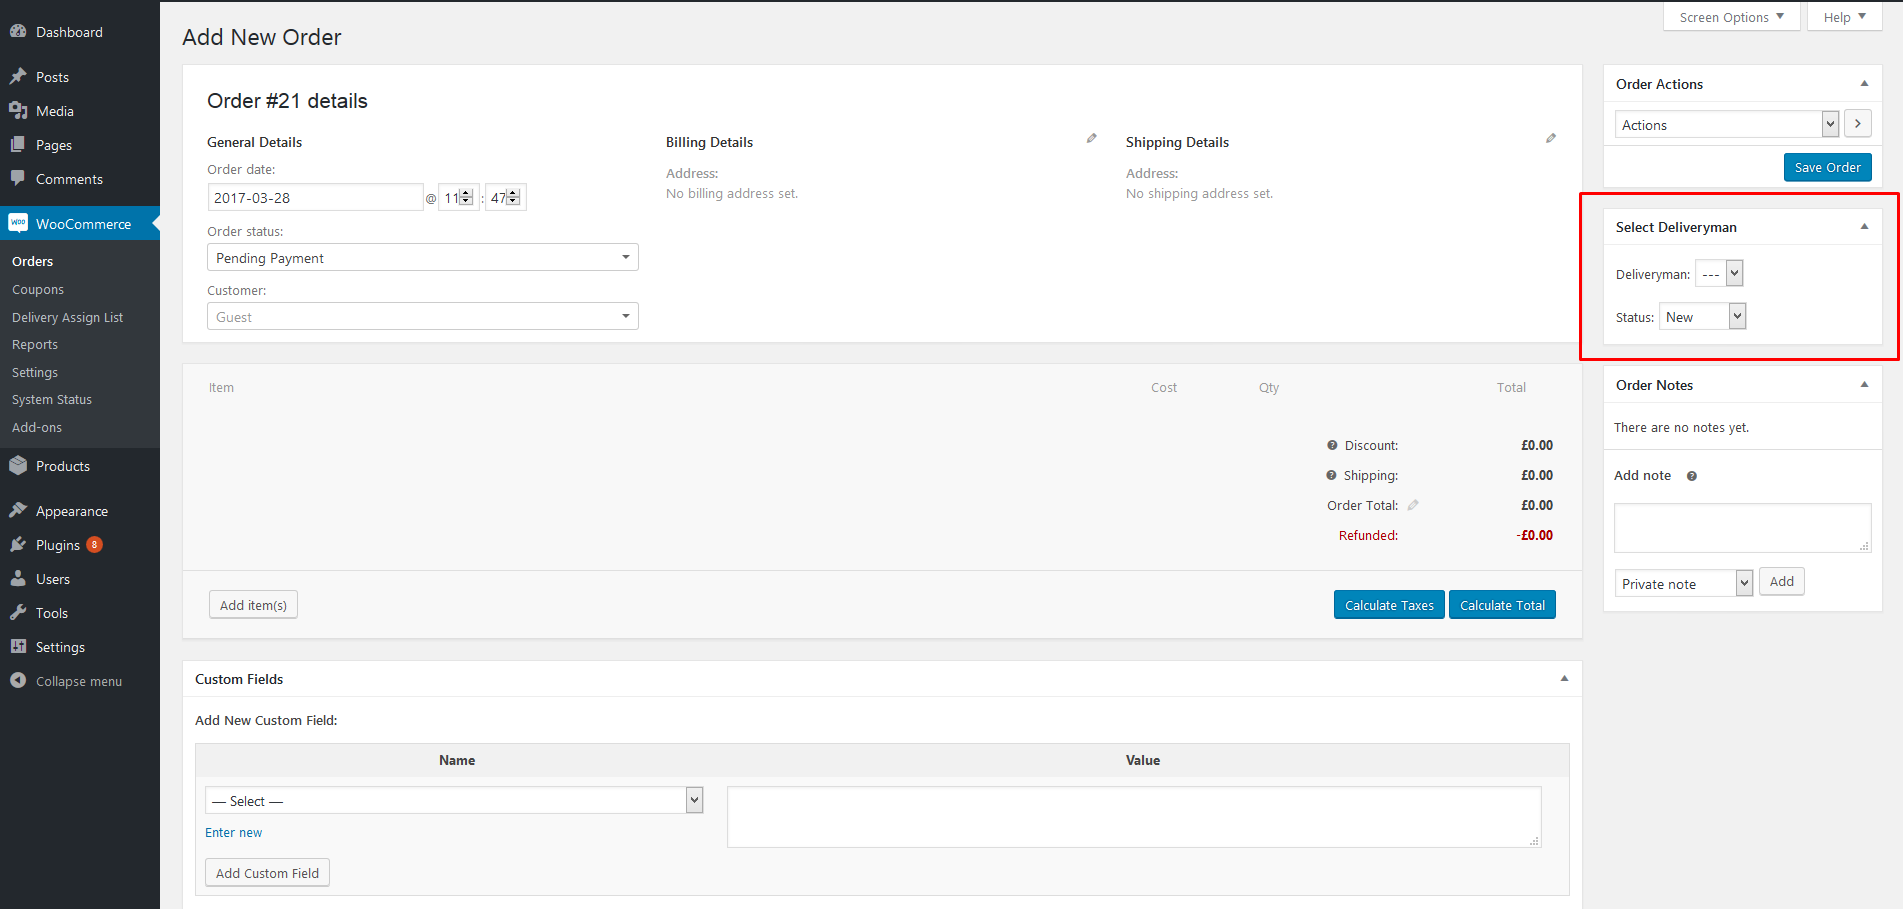 Dashboard
Posts
Media
Pages
Comments
WOO WooCommerce
Orders
Coupons
Delivery Assign List
Reports
Settings
System Status
Add-ons
Products
Appearance
Plugins 8
Users
Tools
Settings
Collapse menu
Screen Options
Help
Add New Order
Order #21 details
General Details
Order date:
2017-03-28 @ 11 : 47
Order status:
Pending Payment
Customer:
Guest
Billing Details
Address:
No billing address set.
Shipping Details
Address:
No shipping address set.
Item Cost Qty Total
Discount: £0.00
Shipping: £0.00
Order Total: £0.00
Refunded: -£0.00
Add item(s) Calculate Taxes Calculate Total
Custom Fields
Add New Custom Field:
Name Value
— Select —
Enter new
Add Custom Field
Order Actions
Actions
Save Order
Select Deliveryman
Deliveryman: ---
Status: New
Order Notes
There are no notes yet.
Add note
Private note Add